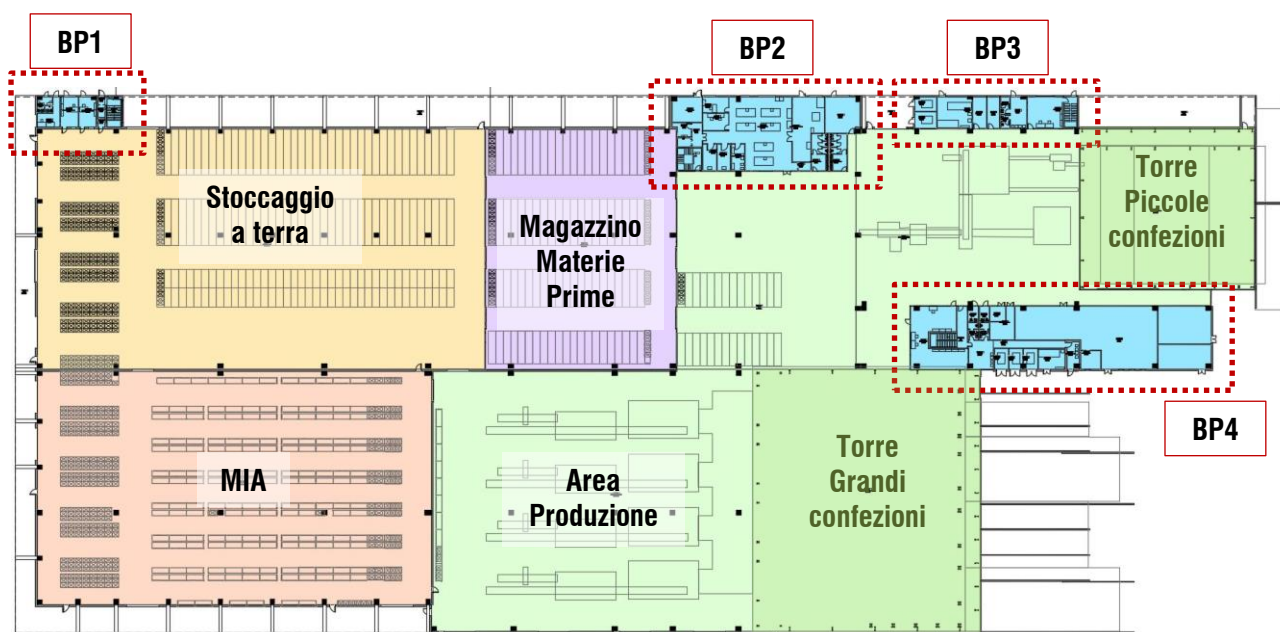 BP1
BP2
BP3
Stoccaggio
a terra
Magazzino
Materie
Prime
Torre
Piccole
confezioni
BP4
MIA
Area
Produzione
Torre
Grandi
confezioni